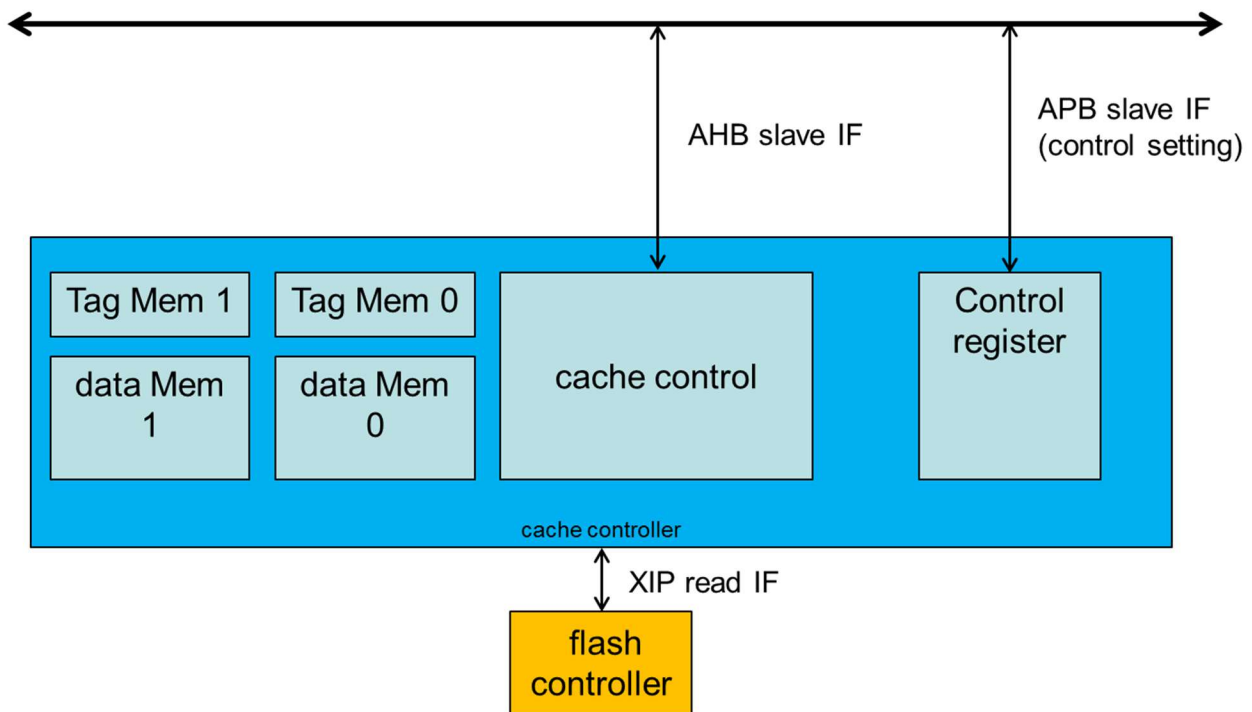 AHB slave IF
APB slave IF
(control setting)
Tag Mem 1
Tag Mem 0
cache control
Control
register
data Mem
1
data Mem
0
cache controller
XIP read IF
flash
controller